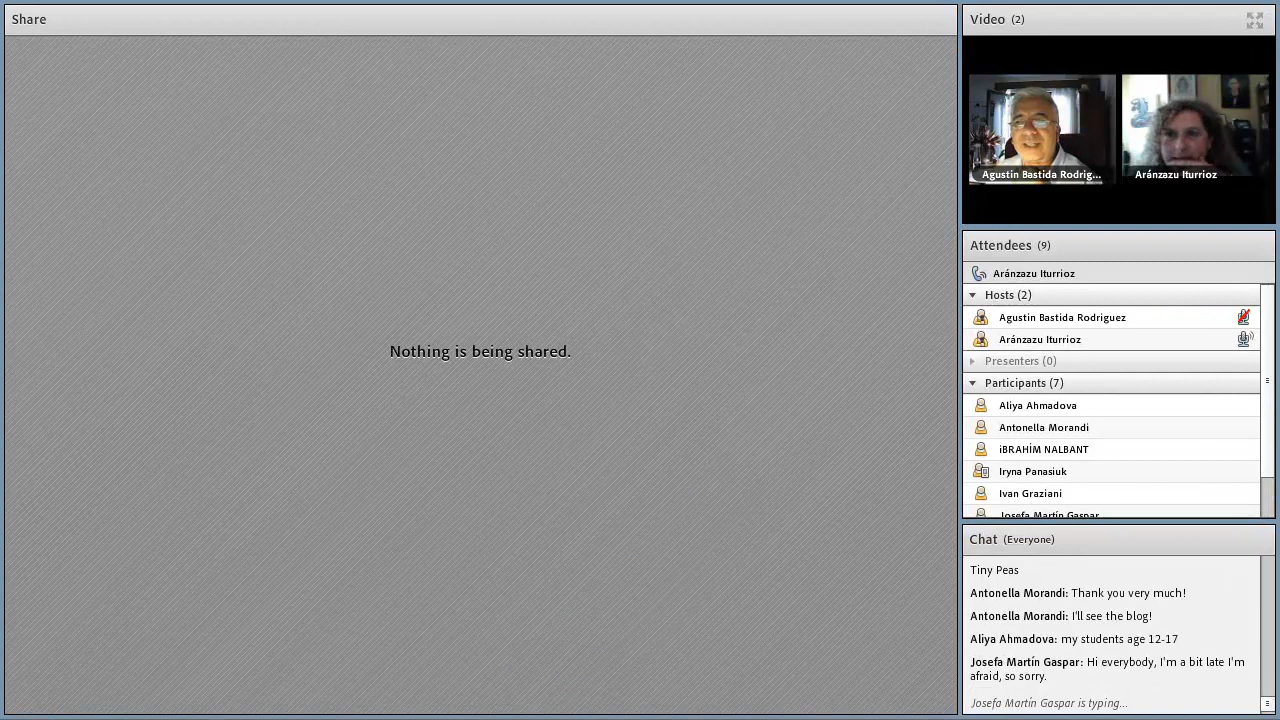 Share
Nothing is being shared.
Video (2)
Agustin Bastida Rodrig...
Aránzazu Iturrioz
Attendees (9)
Aránzazu Iturrioz
Hosts (2)
Agustin Bastida Rodriguez
Aránzazu Iturrioz
Presenters (0)
Participants (7)
Aliya Ahmadova
Antonella Morandi
iBRAHİM NALBANT
Iryna Panasiuk
Ivan Graziani
Josefa Martín Gaspar
Chat (Everyone)
Tiny Peas
Antonella Morandi: Thank you very much!
Antonella Morandi: I'll see the blog!
Aliya Ahmadova: my students age 12-17
Josefa Martín Gaspar: Hi everybody, I'm a bit late I'm
afraid, so sorry.
Josefa Martín Gaspar is typing...